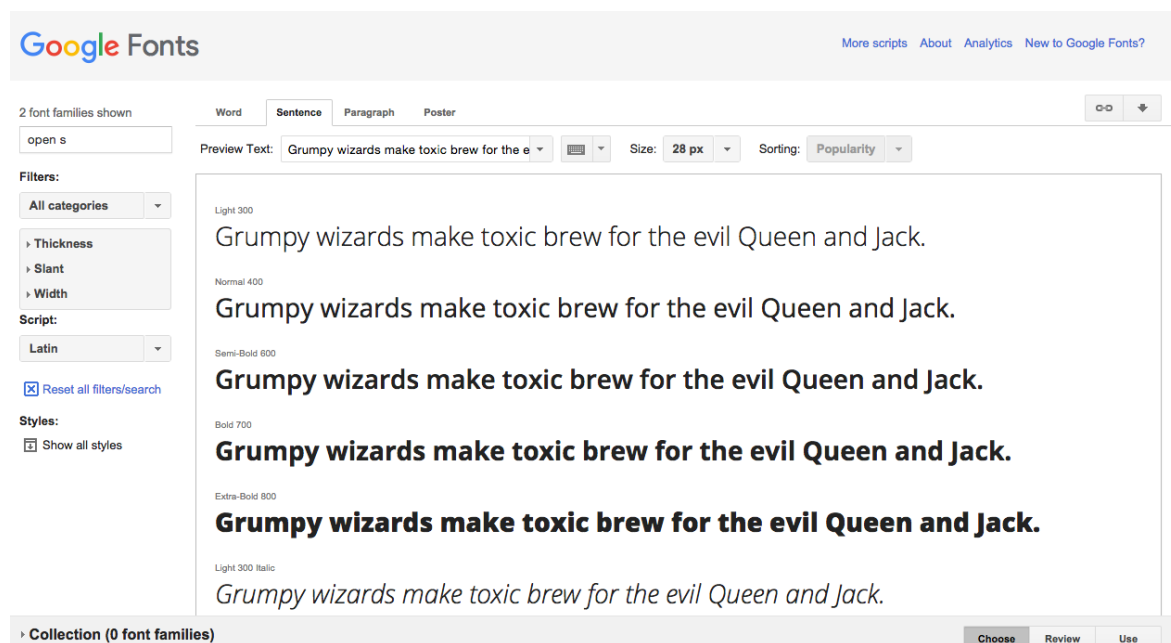 Google Fonts
More scripts About Analytics New to Google Fonts?
2 font families shown
open s
Filters:
All categories
Thickness
Slant
Width
Script:
Latin
Reset all filters/search
Styles:
Show all styles
Word Sentence Paragraph Poster
Preview Text: Grumpy wizards make toxic brew for the e Size: 28 px Sorting: Popularity
Light 300
Grumpy wizards make toxic brew for the evil Queen and Jack.
Normal 400
Grumpy wizards make toxic brew for the evil Queen and Jack.
Semi-Bold 600
Grumpy wizards make toxic brew for the evil Queen and Jack.
Bold 700
Grumpy wizards make toxic brew for the evil Queen and Jack.
Extra-Bold 800
Grumpy wizards make toxic brew for the evil Queen and Jack.
Light 300 Italic
Grumpy wizards make toxic brew for the evil Queen and Jack.
Collection (0 font families)
Choose Review Use